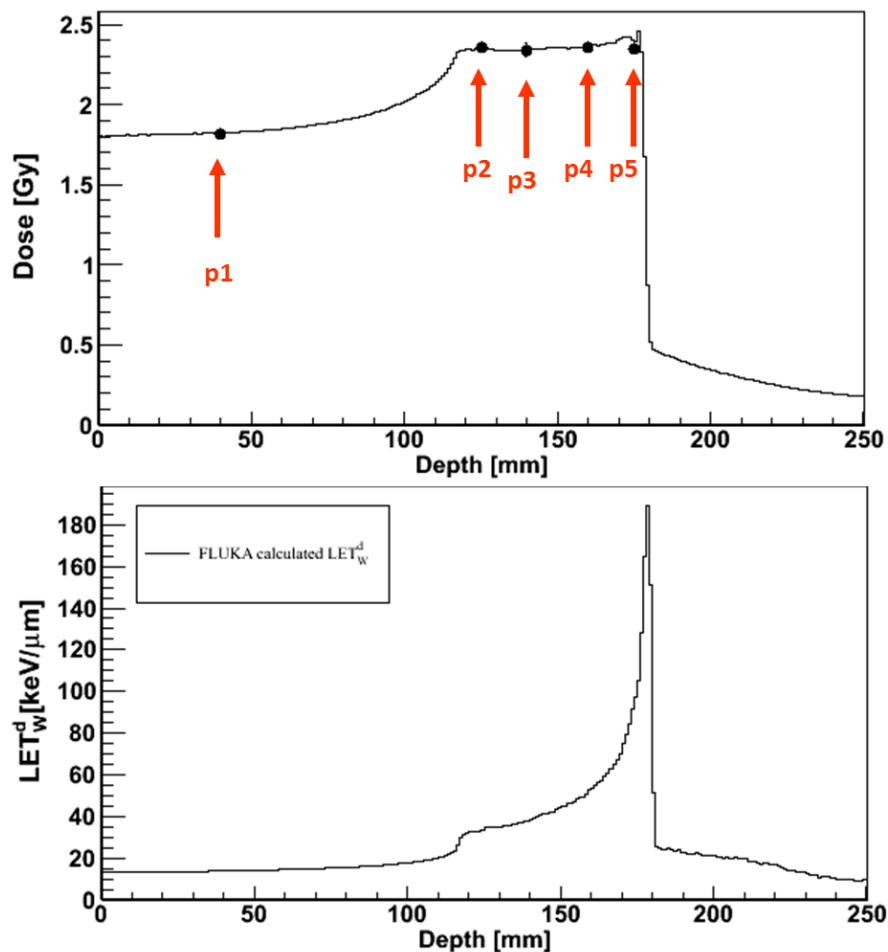 2.5
2
1.5
1
0.5
0
Dose [Gy]
p1
p2
p3
p4
p5
0 50 100 150 200 250
Depth [mm]
180
160
140
120
100
80
60
40
20
0
LET_W^d [keV/μm]
FLUKA calculated LET_W^d
0 50 100 150 200 250
Depth [mm]